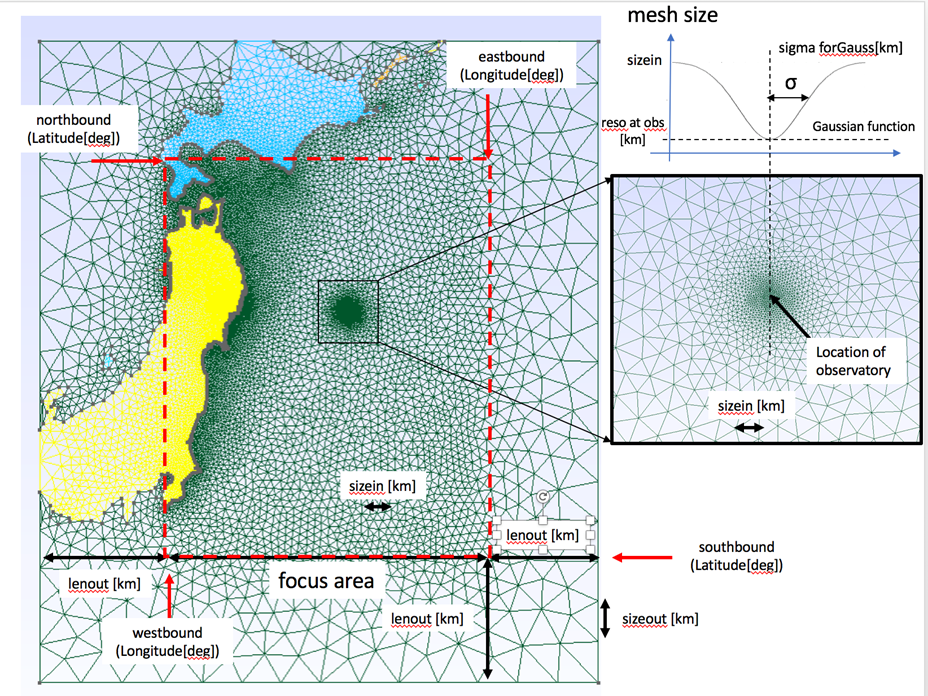 mesh size
sizein
sigma forGauss[km]
σ
reso at obs
[km]
Gaussian function
eastbound
(Longitude[deg])
northbound
(Latitude[deg])
Location of
observatory
sizein [km]
sizein [km]
lenout [km]
southbound
(Latitude[deg])
lenout [km]
focus area
lenout [km]
sizeout [km]
westbound
(Longitude[deg])